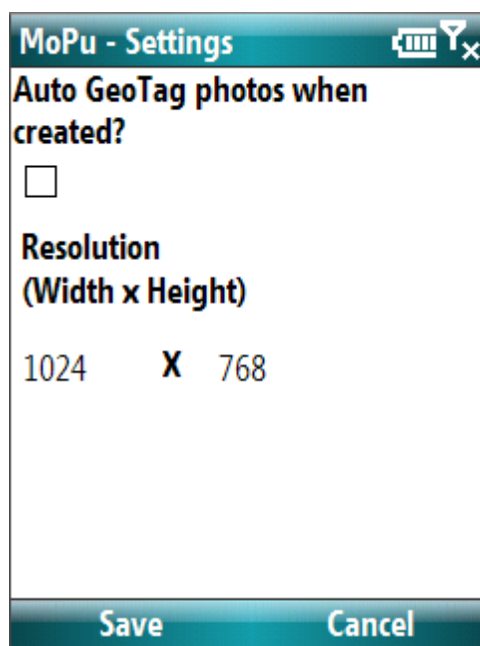 MoPu - Settings
Auto GeoTag photos when
created?
Resolution
(Width x Height)
1024 X 768
Save Cancel